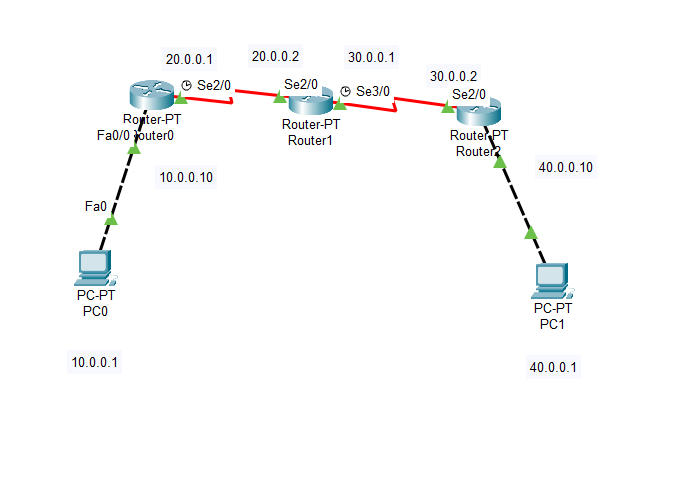 20.0.0.1
20.0.0.2
30.0.0.1
30.0.0.2
Se2/0
Se2/0
Se3/0
Se2/0
Router-PT
Fa0/0 router0
Router-PT
Router1
Router-PT
Router2
10.0.0.10
40.0.0.10
Fa0
PC-PT
PC0
PC-PT
PC1
10.0.0.1
40.0.0.1